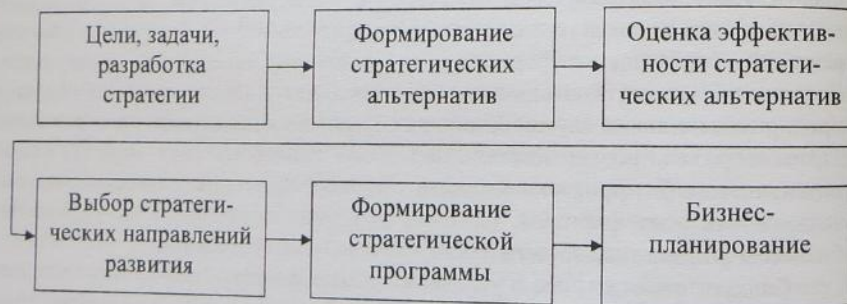 Цели, задачи,
разработка
стратегии
Формирование
стратегических
альтернатив
Оценка эффектив-
ности стратеги-
ческих альтернатив
Выбор стратеги-
ческих направлений
развития
Формирование
стратегической
программы
Бизнес-
планирование